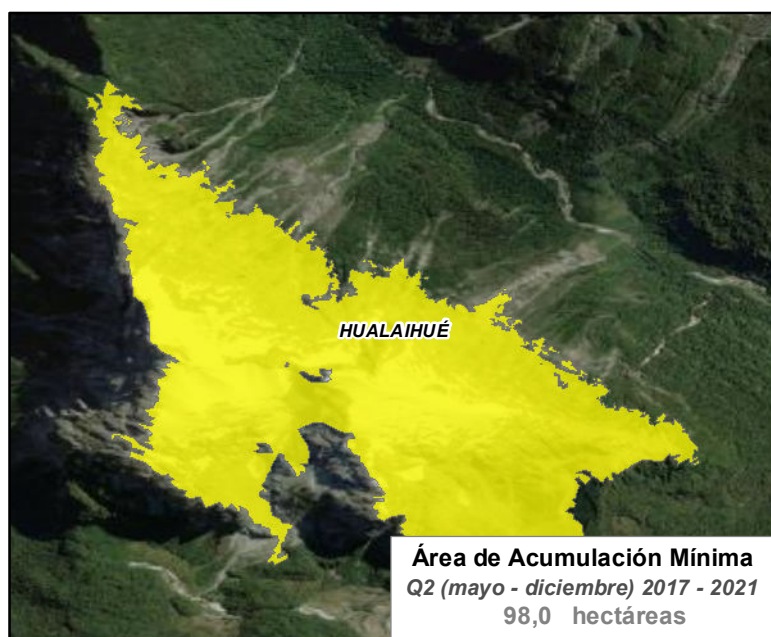 HUALAIHUÉ
Área de Acumulación Mínima
Q2 (mayo - diciembre) 2017 - 2021
98,0 hectáreas